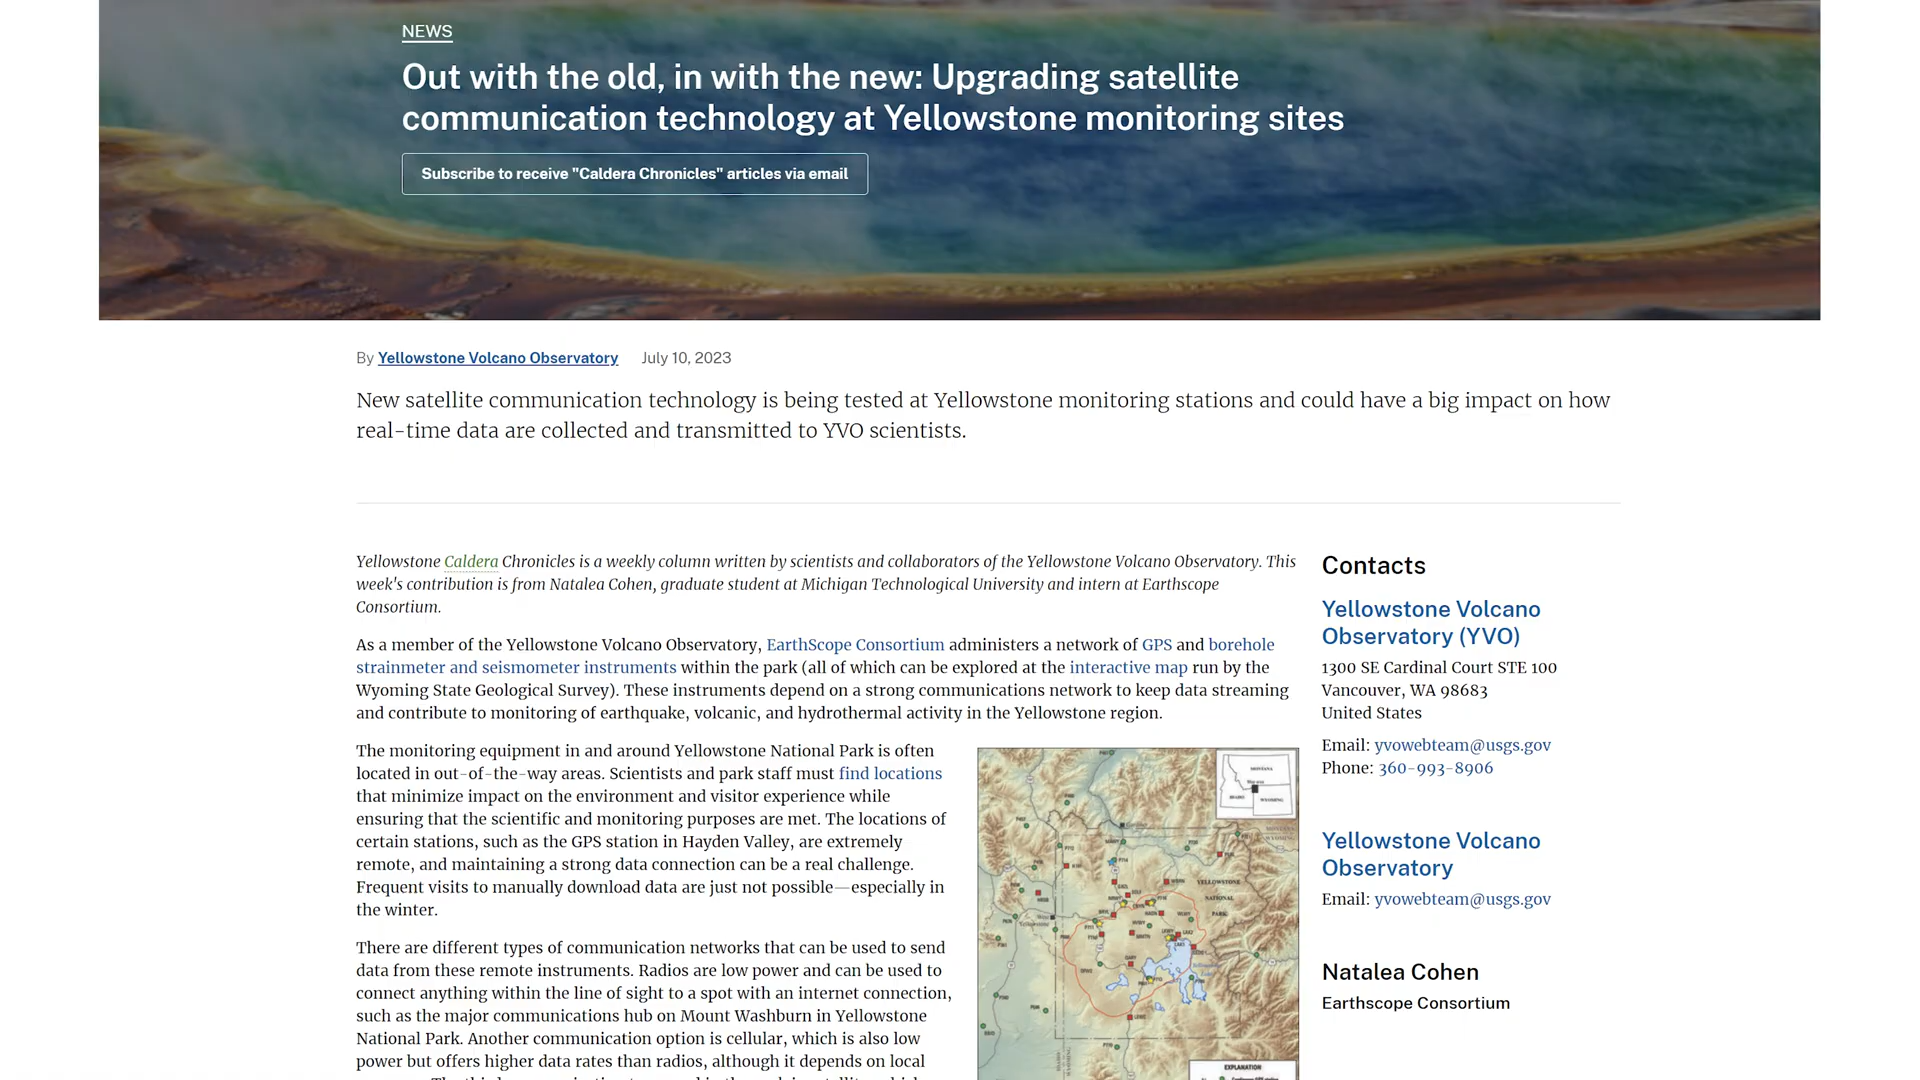 NEWS
Out with the old, in with the new: Upgrading satellite
communication technology at Yellowstone monitoring sites
Subscribe to receive "Caldera Chronicles" articles via email
By Yellowstone Volcano Observatory July 10, 2023
New satellite communication technology is being tested at Yellowstone monitoring stations and could have a big impact on how
real-time data are collected and transmitted to YVO scientists.
Yellowstone Caldera Chronicles is a weekly column written by scientists and collaborators of the Yellowstone Volcano Observatory. This
week's contribution is from Natalea Cohen, graduate student at Michigan Technological University and intern at Earthscope
Consortium.
As a member of the Yellowstone Volcano Observatory, EarthScope Consortium administers a network of GPS and borehole
strainmeter and seismometer instruments within the park (all of which can be explored at the interactive map run by the
Wyoming State Geological Survey). These instruments depend on a strong communications network to keep data streaming
and contribute to monitoring of earthquake, volcanic, and hydrothermal activity in the Yellowstone region.
The monitoring equipment in and around Yellowstone National Park is often
located in out-of-the-way areas. Scientists and park staff must find locations
that minimize impact on the environment and visitor experience while
ensuring that the scientific and monitoring purposes are met. The locations of
certain stations, such as the GPS station in Hayden Valley, are extremely
remote, and maintaining a strong data connection can be a real challenge.
Frequent visits to manually download data are just not possible—especially in
the winter.
There are different types of communication networks that can be used to send
data from these remote instruments. Radios are low power and can be used to
connect anything within the line of sight to a spot with an internet connection,
such as the major communications hub on Mount Washburn in Yellowstone
National Park. Another communication option is cellular, which is also low
power but offers higher data rates than radios, although it depends on local
MONTANA
IDAHO
WYOMING
YELLOWSTONE
NATIONAL
PARK
EXPLANATION
Contacts
Yellowstone Volcano
Observatory (YVO)
1300 SE Cardinal Court STE 100
Vancouver, WA 98683
United States
Email: yvowebteam@usgs.gov
Phone: 360-993-8906
Yellowstone Volcano
Observatory
Email: yvowebteam@usgs.gov
Natalea Cohen
Earthscope Consortium